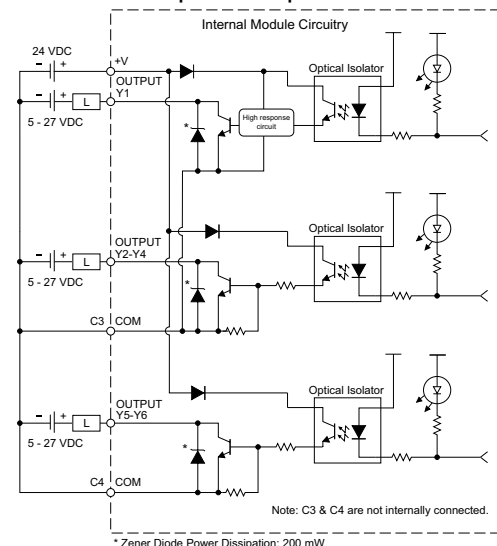 Internal Module Circuitry
24 VDC
- +
+V
OUTPUT
Y1
- +
L
5 - 27 VDC
*
High response
circuit
Optical Isolator
OUTPUT
Y2-Y4
- +
L
5 - 27 VDC
*
Optical Isolator
C3 COM
OUTPUT
Y5-Y6
- +
L
5 - 27 VDC
*
Optical Isolator
C4 COM
Note: C3 & C4 are not internally connected.
* Zener Diode Power Dissipation: 200 mW